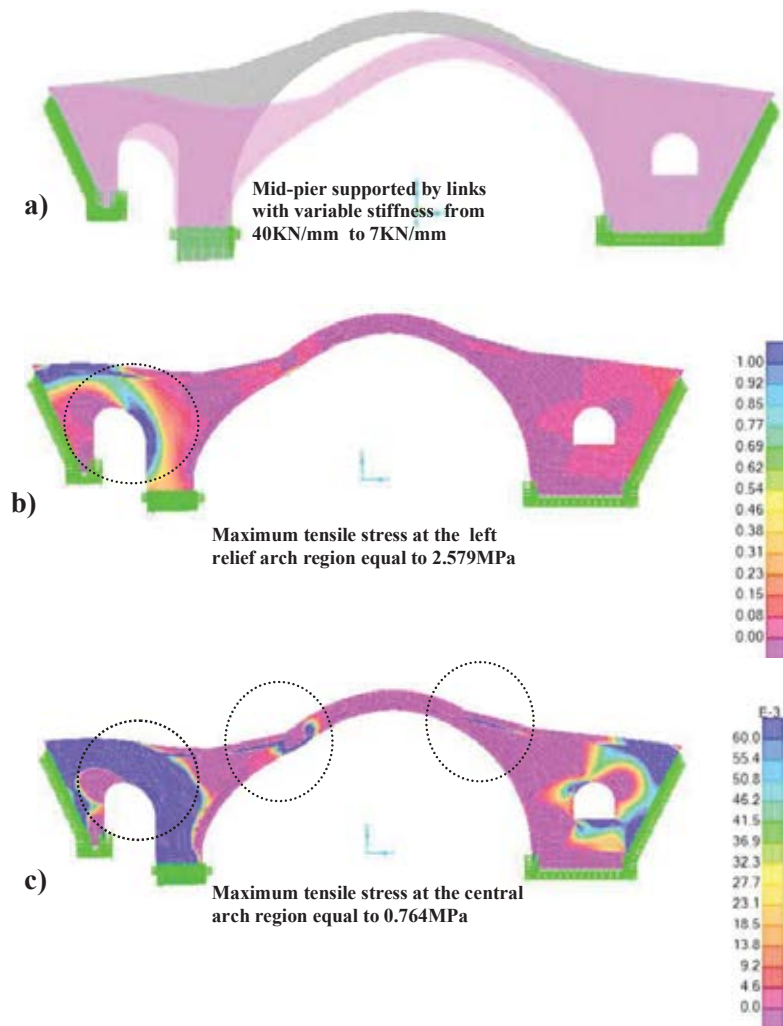 Mid-pier supported by links
with variable stiffness from
40KN/mm to 7KN/mm
a)
1.00
0.92
0.85
0.77
0.69
0.62
0.54
0.46
0.38
0.31
0.23
0.15
0.08
0.00
b)
Maximum tensile stress at the left
relief arch region equal to 2.579MPa
E-3
60.0
55.4
50.8
46.2
41.5
36.9
32.3
27.7
23.1
18.5
13.8
9.2
4.6
0.0
c)
Maximum tensile stress at the central
arch region equal to 0.764MPa